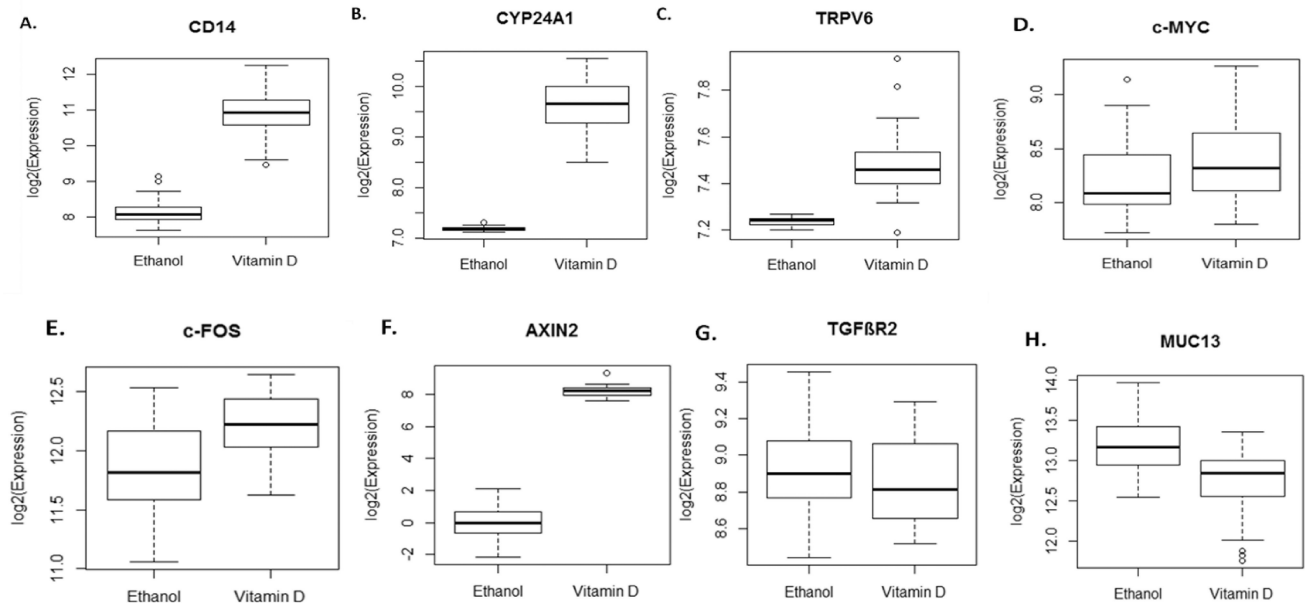 A.
CD14
log2(Expression)
12
11
10
9
8
Ethanol Vitamin D
B.
CYP24A1
log2(Expression)
10.0
9.0
8.0
7.0
Ethanol Vitamin D
C.
TRPV6
log2(Expression)
7.8
7.6
7.4
7.2
Ethanol Vitamin D
D.
c-MYC
log2(Expression)
9.0
8.5
8.0
Ethanol Vitamin D
E.
c-FOS
log2(Expression)
12.5
12.0
11.5
11.0
Ethanol Vitamin D
F.
AXIN2
log2(Expression)
8
6
4
2
0
-2
Ethanol Vitamin D
G.
TGFßR2
log2(Expression)
9.4
9.2
9.0
8.8
8.6
Ethanol Vitamin D
H.
MUC13
log2(Expression)
14.0
13.5
13.0
12.5
12.0
Ethanol Vitamin D